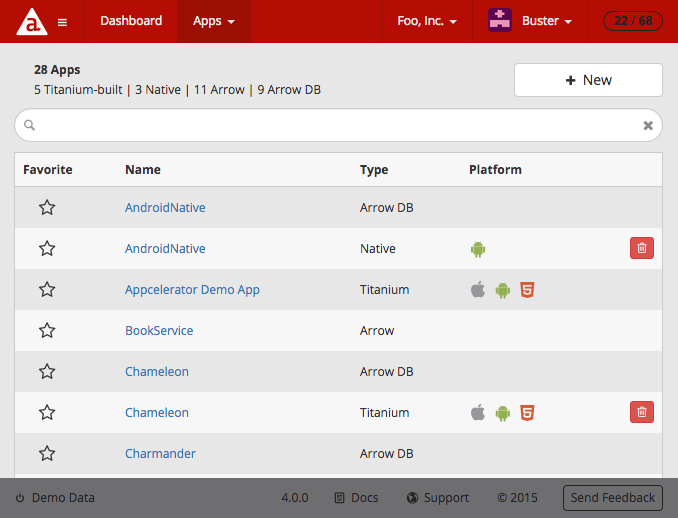 a Dashboard Apps Foo, Inc. Buster 22 / 68
28 Apps
5 Titanium-built | 3 Native | 11 Arrow | 9 Arrow DB
New
Favorite Name Type Platform
AndroidNative Arrow DB
AndroidNative Native
Appcelerator Demo App Titanium
BookService Arrow
Chameleon Arrow DB
Chameleon Titanium
Charmander Arrow DB
Demo Data 4.0.0 Docs Support © 2015 Send Feedback